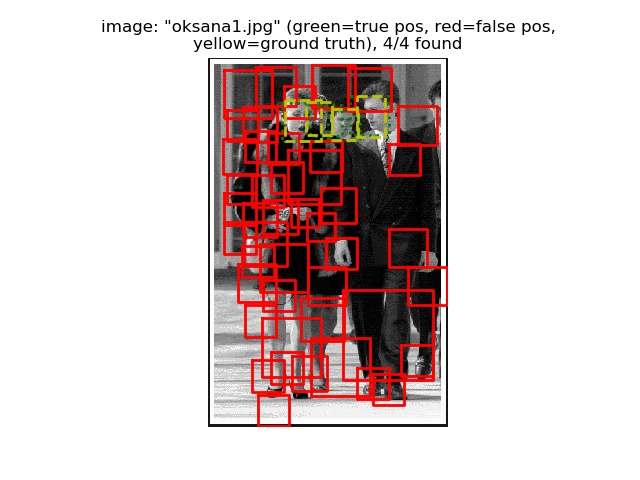 image: "oksana1.jpg" (green=true pos, red=false pos,
yellow=ground truth), 4/4 found